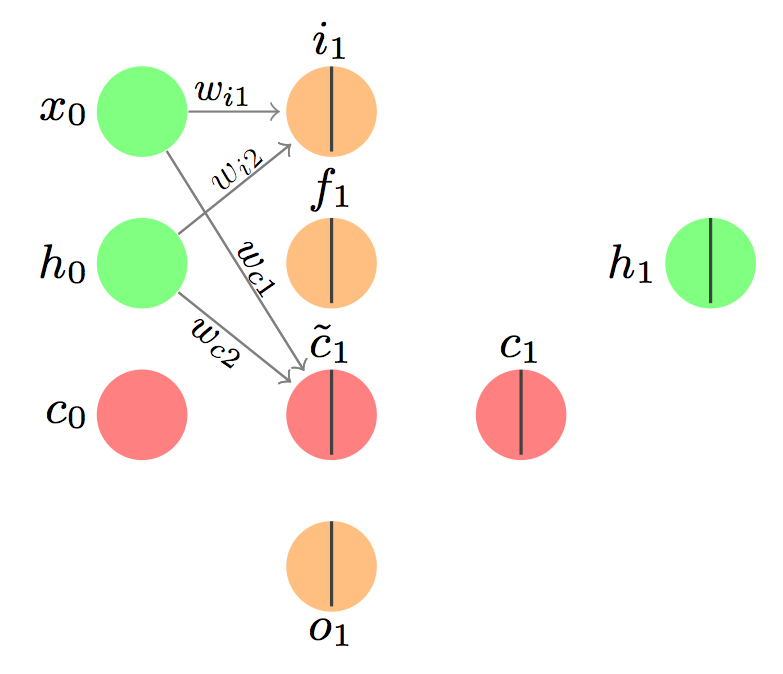 i₁
x₀ w_{i1}
w_{i2}
f₁
h₀ w_{c1} h₁
w_{c2} c̃₁ c₁
c₀
o₁